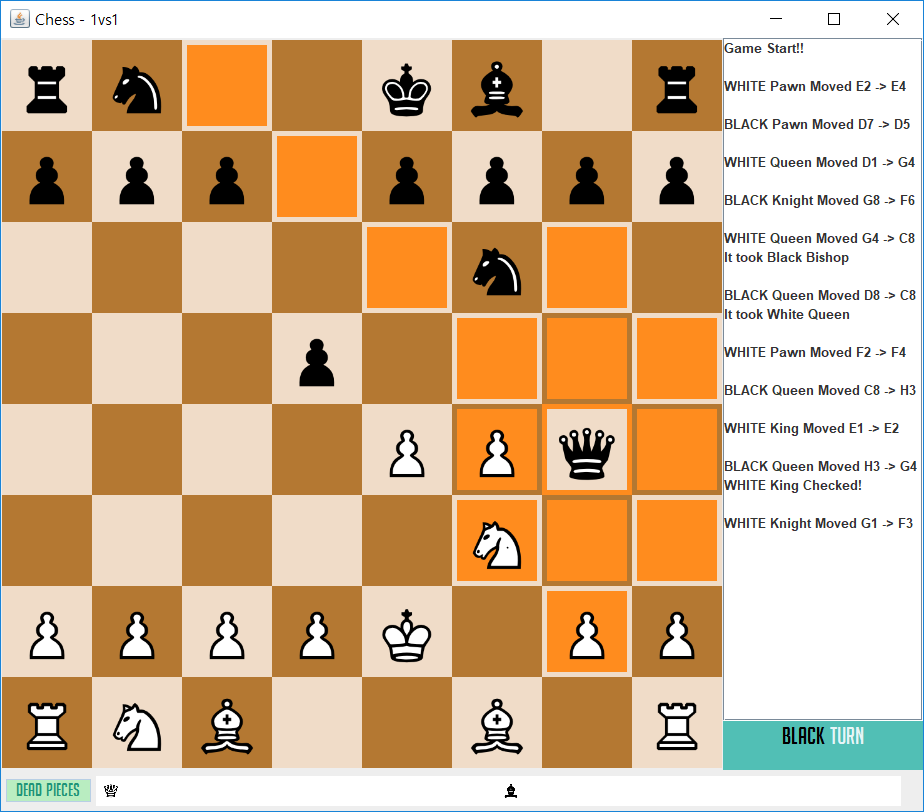 Chess - 1vs1
Game Start!!
WHITE Pawn Moved E2 -> E4
BLACK Pawn Moved D7 -> D5
WHITE Queen Moved D1 -> G4
BLACK Knight Moved G8 -> F6
WHITE Queen Moved G4 -> C8
It took Black Bishop
BLACK Queen Moved D8 -> C8
It took White Queen
WHITE Pawn Moved F2 -> F4
BLACK Queen Moved C8 -> H3
WHITE King Moved E1 -> E2
BLACK Queen Moved H3 -> G4
WHITE King Checked!
WHITE Knight Moved G1 -> F3
BLACK TURN
DEAD PIECES